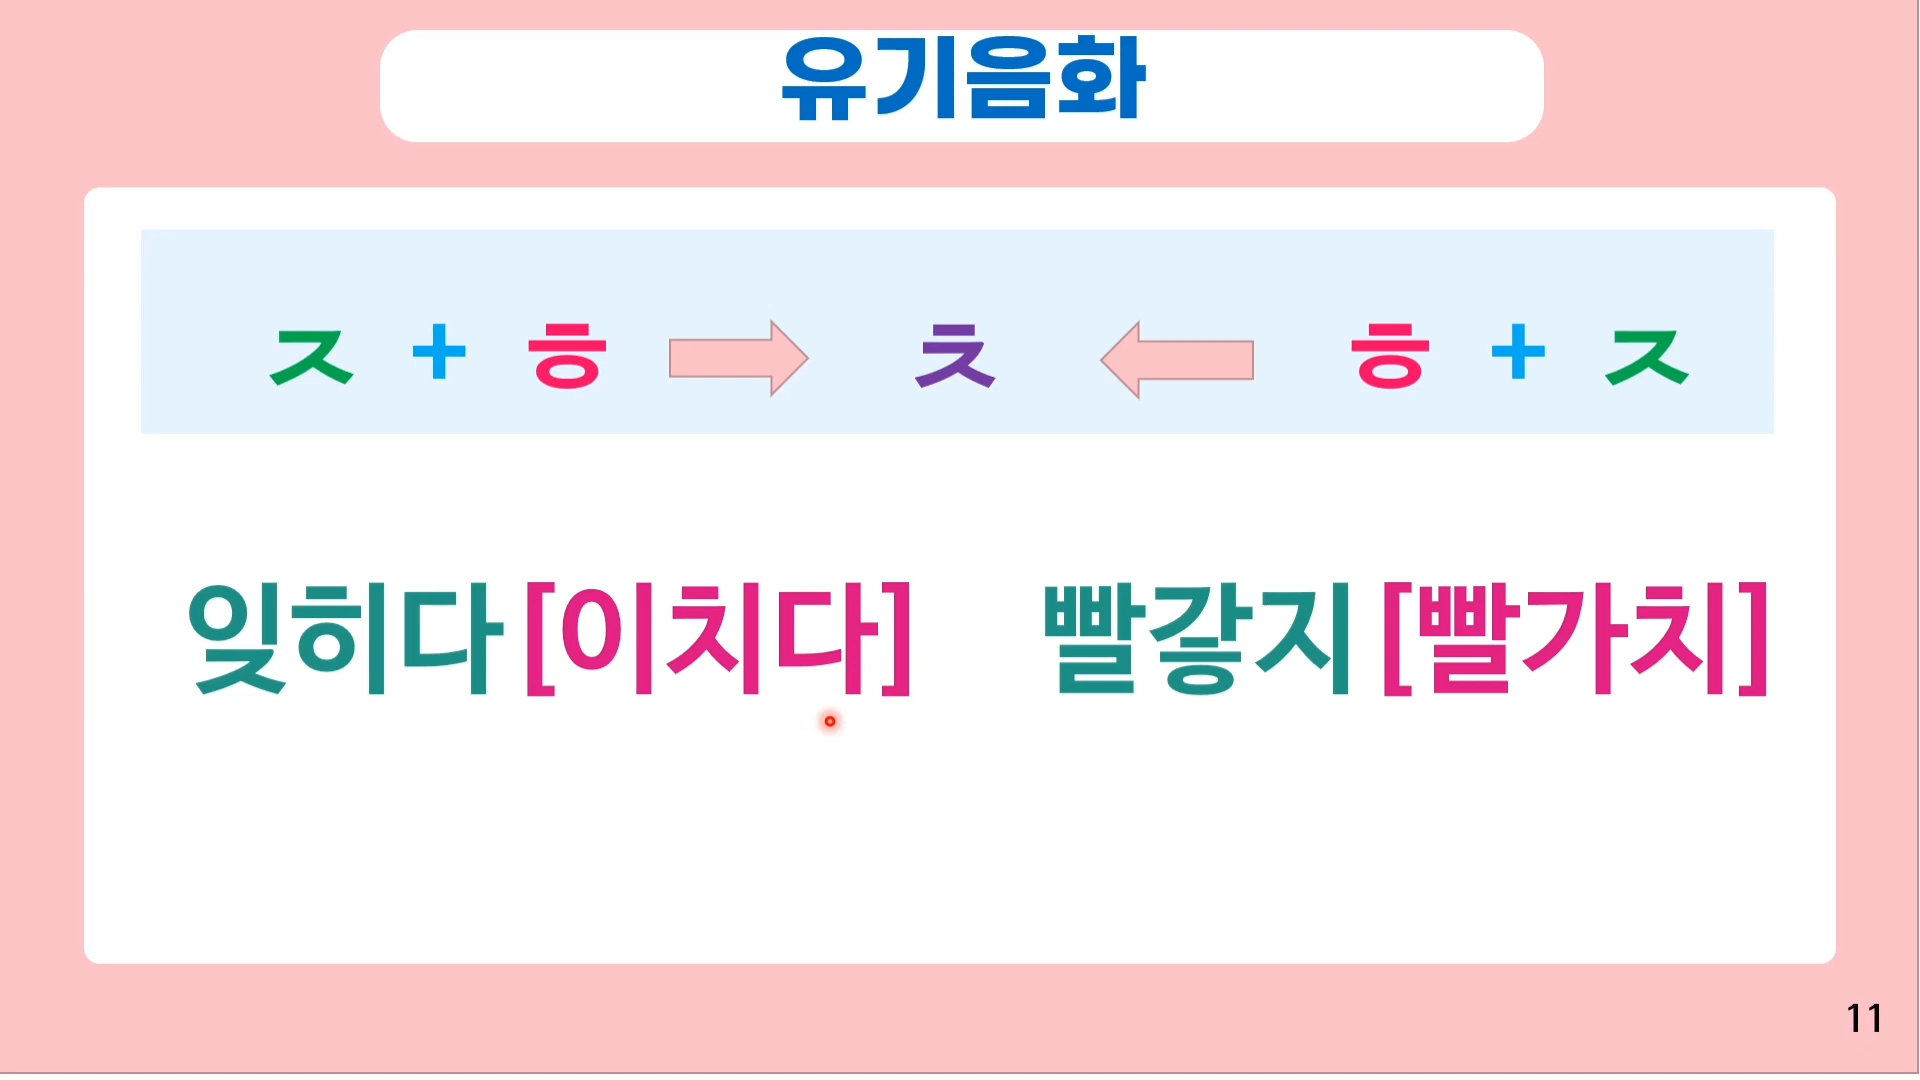 유기음화
ㅈ + ㅎ ㅊ ㅎ + ㅈ
잊히다 [이치다] 빨갛지 [빨가치]
11